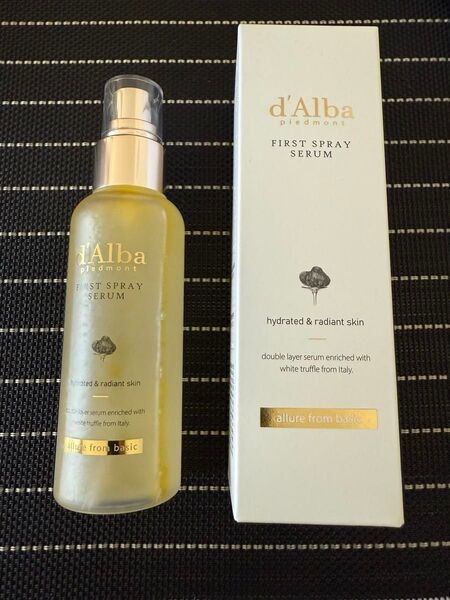 d'Alba
piedmont
FIRST SPRAY
SERUM
hydrated & radiant skin
double layer serum enriched with
white truffle from Italy.
allure from basic
d'Alba
piedmont
FIRST SPRAY
SERUM
hydrated & radiant skin
double layer serum enriched with
white truffle from Italy.
allure from basic